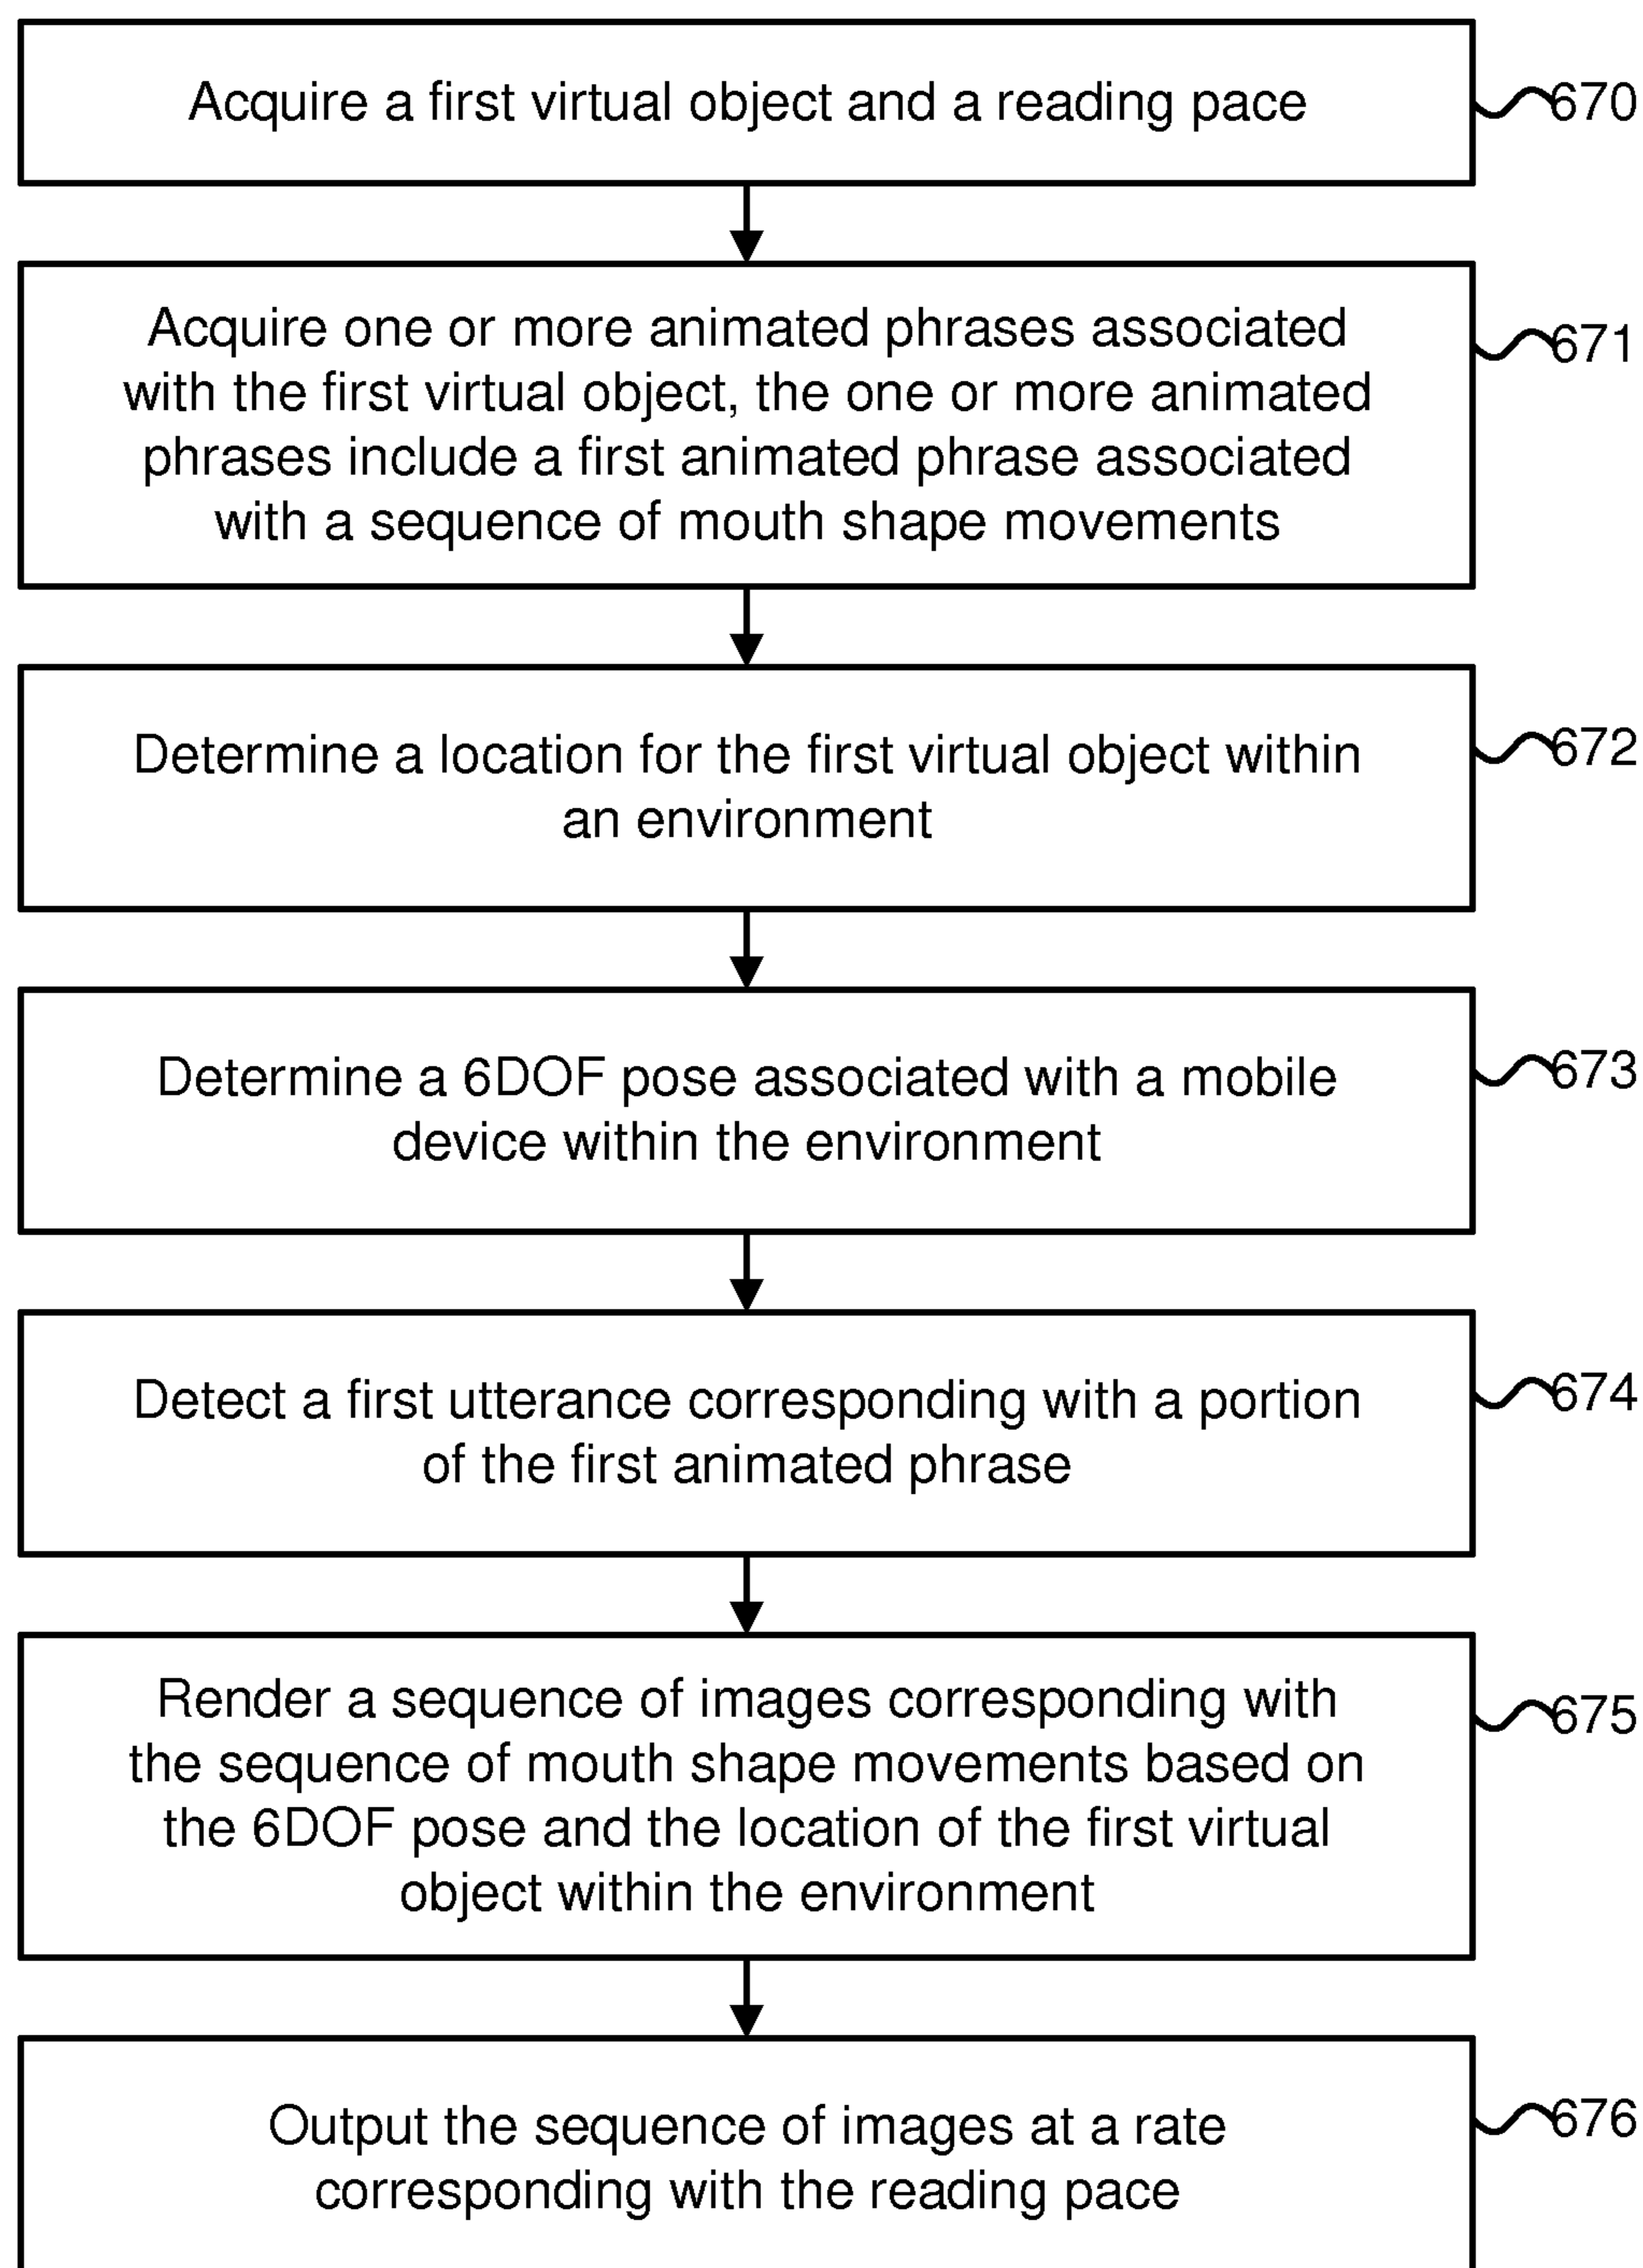 Acquire a first virtual object and a reading pace
670
Acquire one or more animated phrases associated
with the first virtual object, the one or more animated
phrases include a first animated phrase associated
with a sequence of mouth shape movements
671
Determine a location for the first virtual object within
an environment
672
Determine a 6DOF pose associated with a mobile
device within the environment
673
Detect a first utterance corresponding with a portion
of the first animated phrase
674
Render a sequence of images corresponding with
the sequence of mouth shape movements based on
the 6DOF pose and the location of the first virtual
object within the environment
675
Output the sequence of images at a rate
corresponding with the reading pace
676